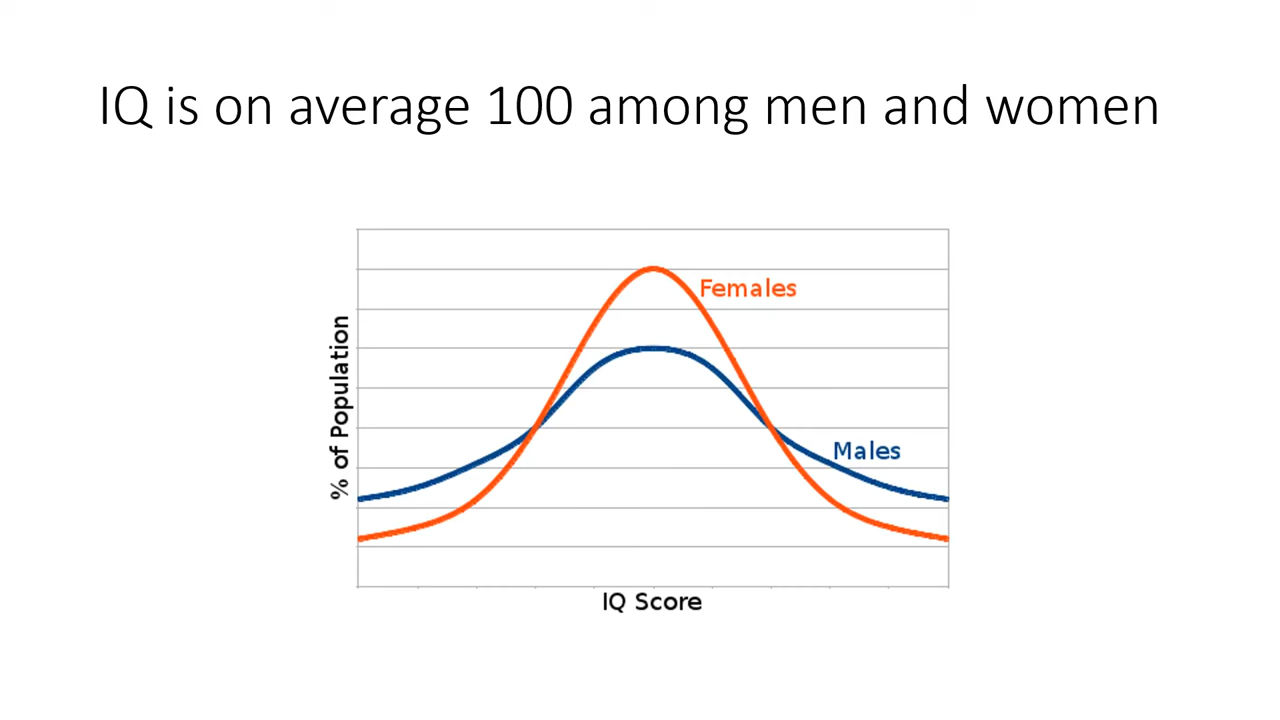 IQ is on average 100 among men and women
Females
Males
% of Population
IQ Score